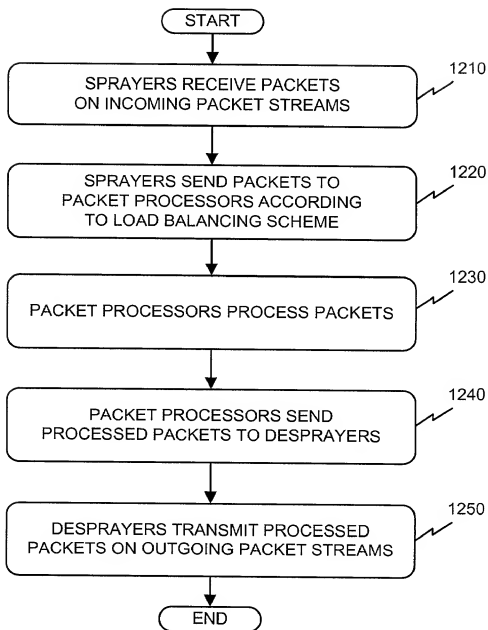 START
SPRAYERS RECEIVE PACKETS
ON INCOMING PACKET STREAMS
1210
SPRAYERS SEND PACKETS TO
PACKET PROCESSORS ACCORDING
TO LOAD BALANCING SCHEME
1220
PACKET PROCESSORS PROCESS PACKETS
1230
PACKET PROCESSORS SEND
PROCESSED PACKETS TO DESPRAYERS
1240
DESPRAYERS TRANSMIT PROCESSED
PACKETS ON OUTGOING PACKET STREAMS
1250
END